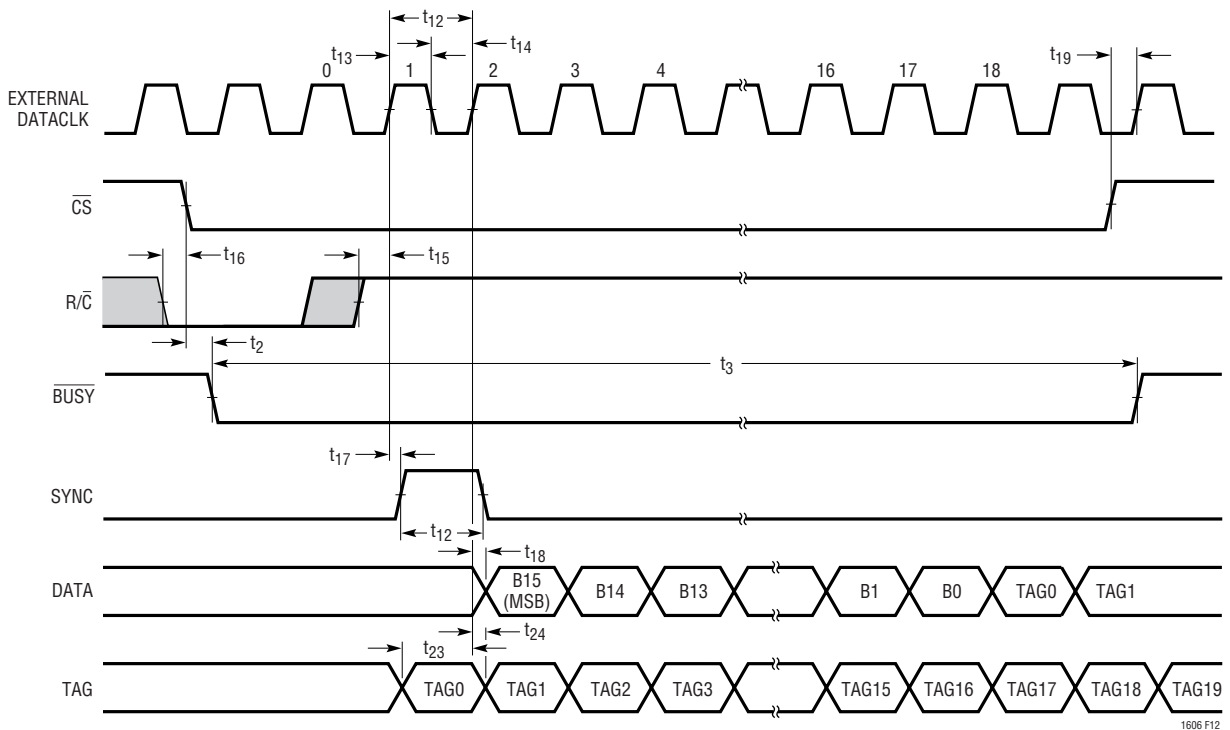 t12
t13
t14
t19
0 1 2 3 4 16 17 18
EXTERNAL
DATACLK
CS
t16
t15
R/C
t2
t3
BUSY
t17
SYNC
t12
t18
DATA
B15
(MSB)
B14 B13 B1 B0 TAG0 TAG1
t24
t23
TAG
TAG0 TAG1 TAG2 TAG3 TAG15 TAG16 TAG17 TAG18 TAG19
1606 F12